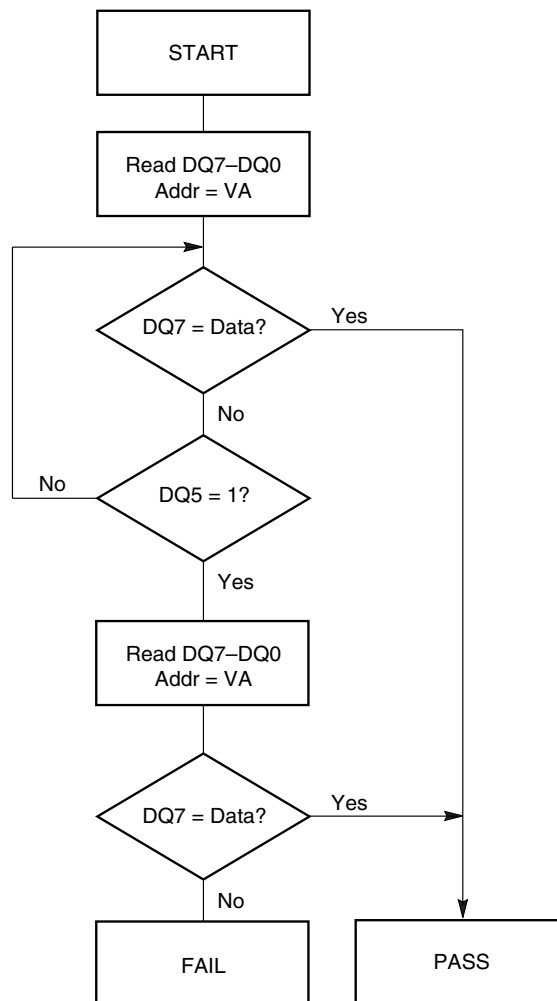 START
Read DQ7–DQ0
Addr = VA
DQ7 = Data?
Yes
No
No
DQ5 = 1?
Yes
Read DQ7–DQ0
Addr = VA
DQ7 = Data?
Yes
No
FAIL
PASS